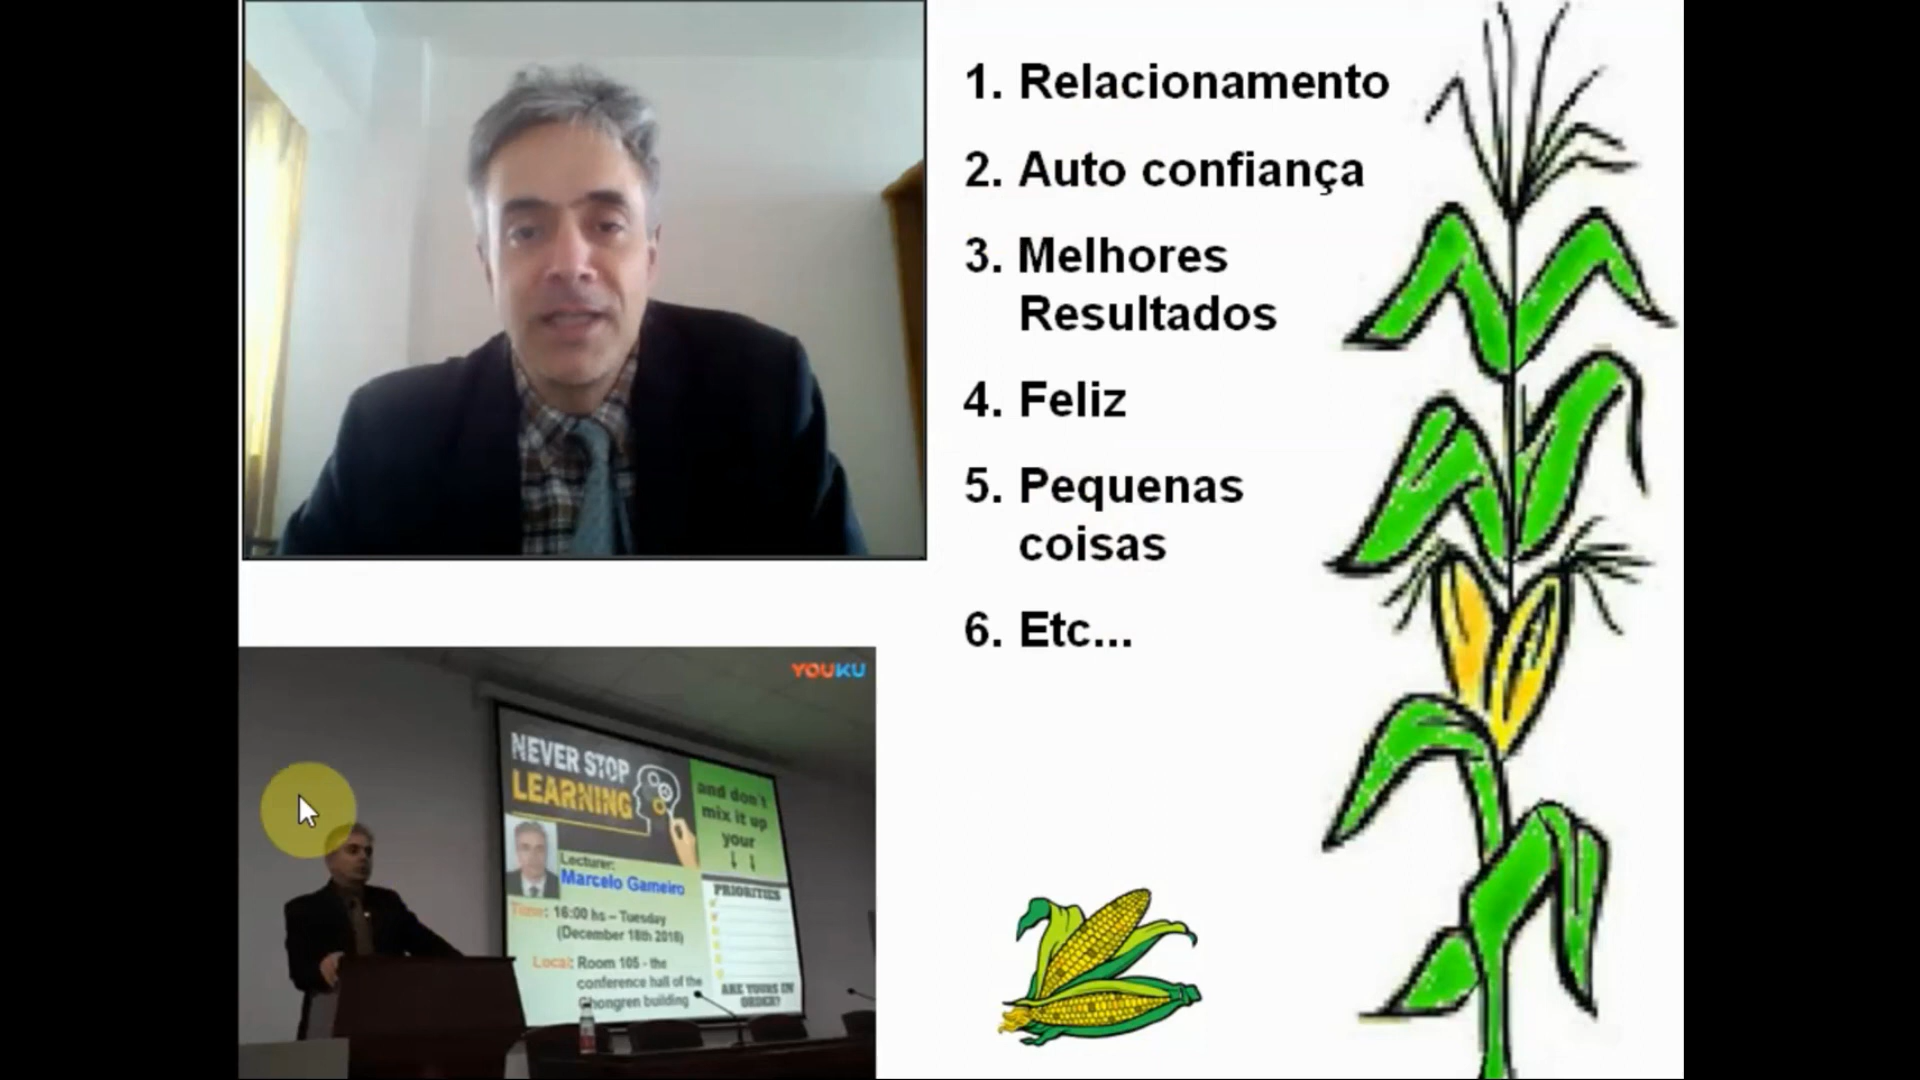 1. Relacionamento
2. Auto confiança
3. Melhores
Resultados
4. Feliz
5. Pequenas
coisas
6. Etc...
YOUKU
NEVER STOP
LEARNING
and don't
mix it up
your
Lecturer:
Marcelo Gameiro
PRIORITIES
Time: 16:00 hs – Tuesday
(December 18th 2018)
Local: Room 105 - the
conference hall of the
Chongren building
ARE YOURS IN
ORDER?